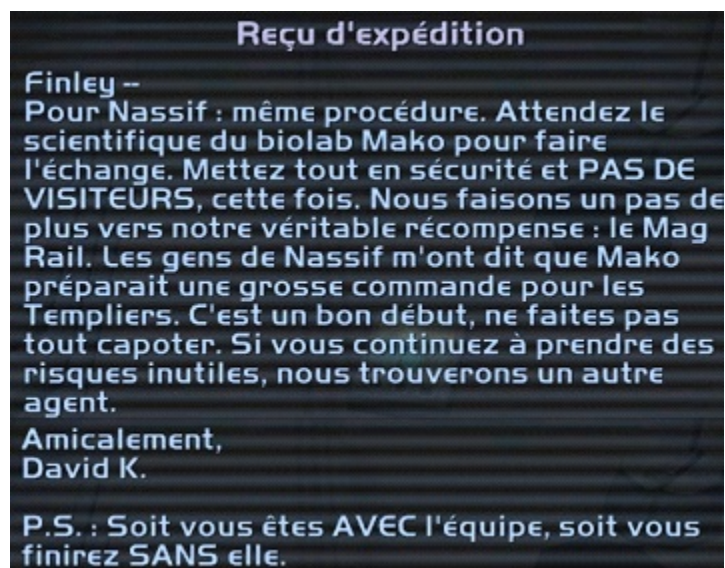 Reçu d'expédition
Finley --
Pour Nassif : même procédure. Attendez le
scientifique du biolab Mako pour faire
l'échange. Mettez tout en sécurité et PAS DE
VISITEURS, cette fois. Nous faisons un pas de
plus vers notre véritable récompense : le Mag
Rail. Les gens de Nassif m'ont dit que Mako
préparait une grosse commande pour les
Templiers. C'est un bon début, ne faites pas
tout capoter. Si vous continuez à prendre des
risques inutiles, nous trouverons un autre
agent.
Amicalement,
David K.
P.S. : Soit vous êtes AVEC l'équipe, soit vous
finirez SANS elle.